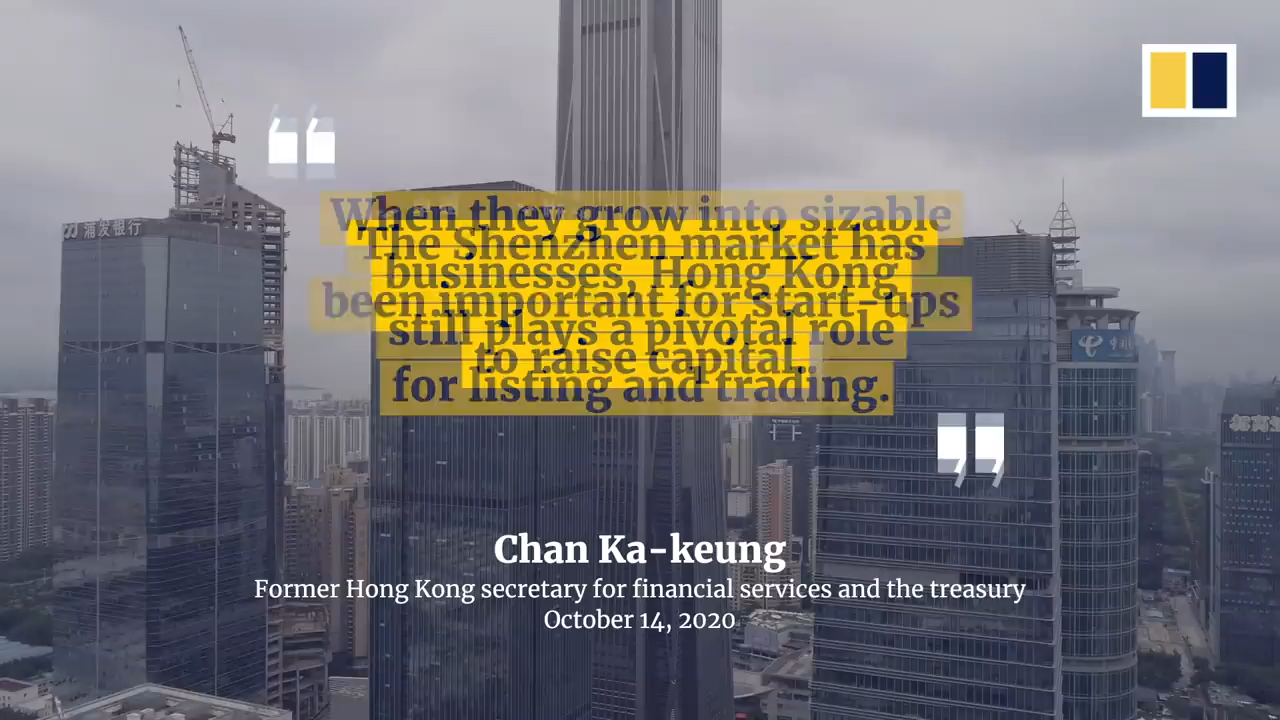 浦发银行
When they grow into sizable
The Shenzhen market has
businesses, Hong Kong
been important for start-ups
still plays a pivotal role
to raise capital.
for listing and trading.
Chan Ka-keung
Former Hong Kong secretary for financial services and the treasury
October 14, 2020